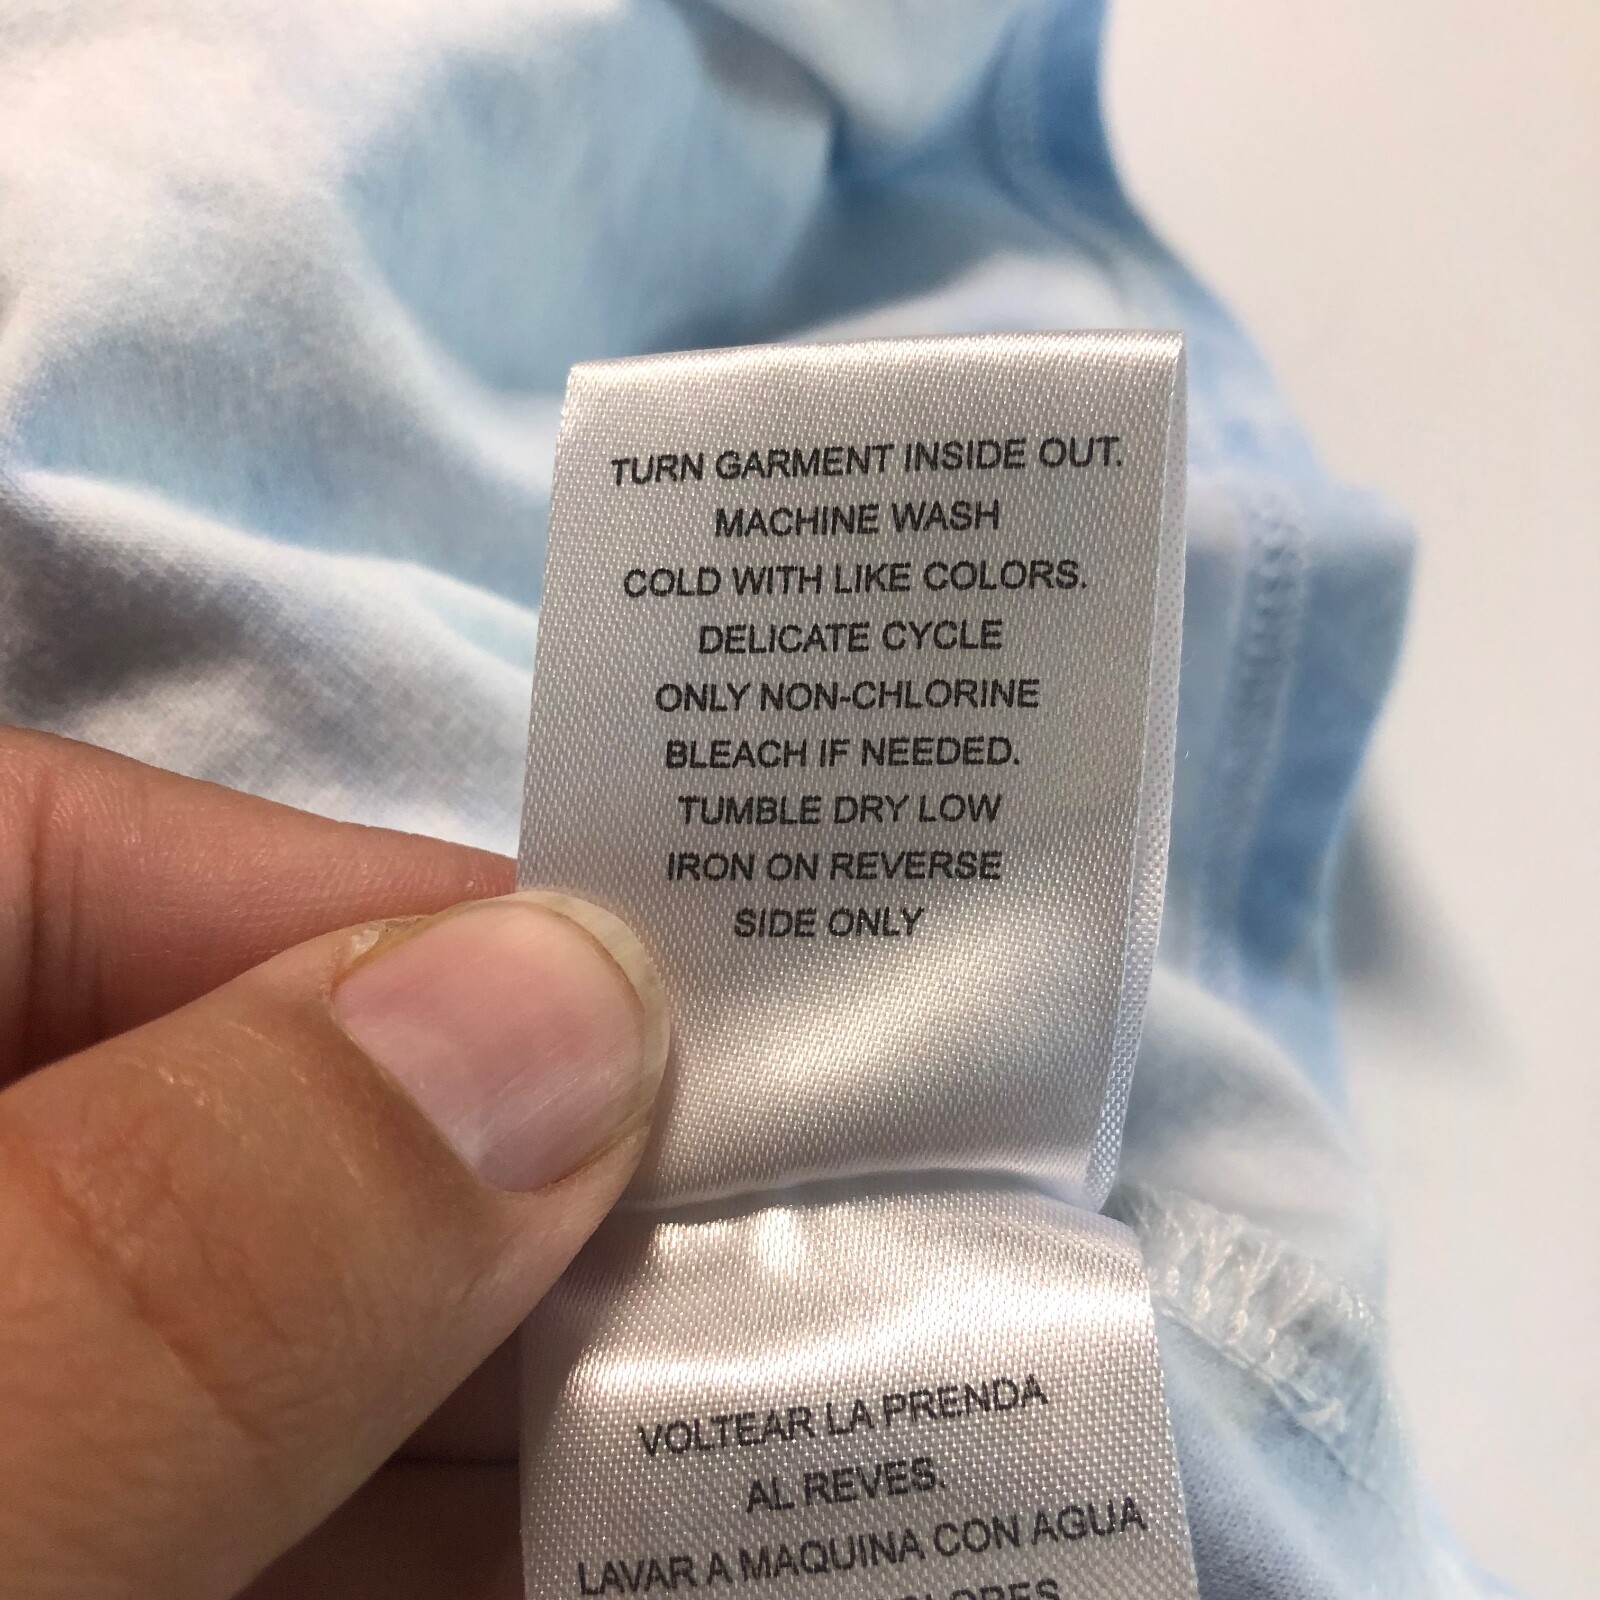 TURN GARMENT INSIDE OUT.
MACHINE WASH
COLD WITH LIKE COLORS.
DELICATE CYCLE
ONLY NON-CHLORINE
BLEACH IF NEEDED.
TUMBLE DRY LOW
IRON ON REVERSE
SIDE ONLY
VOLTEAR LA PRENDA
AL REVES.
LAVAR A MAQUINA CON AGUA